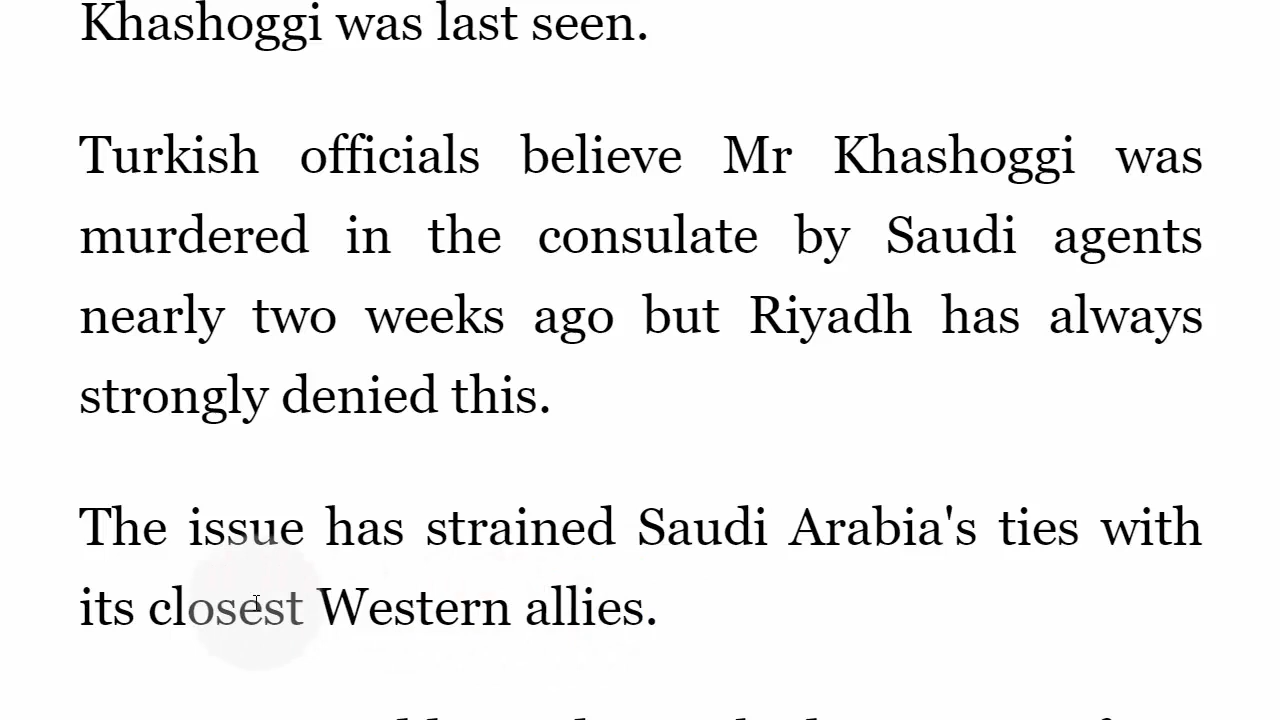 Khashoggi was last seen.
Turkish officials believe Mr Khashoggi was
murdered in the consulate by Saudi agents
nearly two weeks ago but Riyadh has always
strongly denied this.
The issue has strained Saudi Arabia's ties with
its closest Western allies.